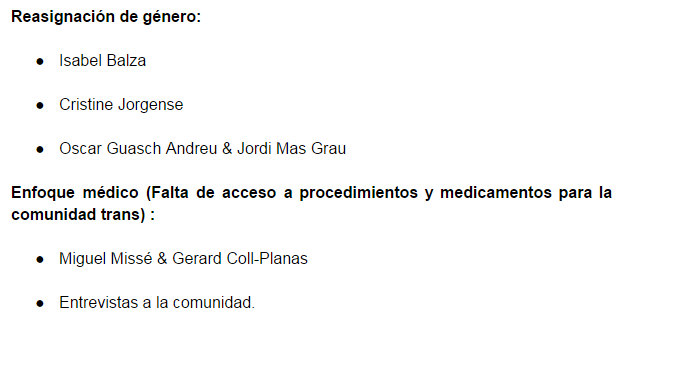 Reasignación de género:
● Isabel Balza
● Cristine Jorgense
● Oscar Guasch Andreu & Jordi Mas Grau
Enfoque médico (Falta de acceso a procedimientos y medicamentos para la
comunidad trans) :
● Miguel Missé & Gerard Coll-Planas
● Entrevistas a la comunidad.